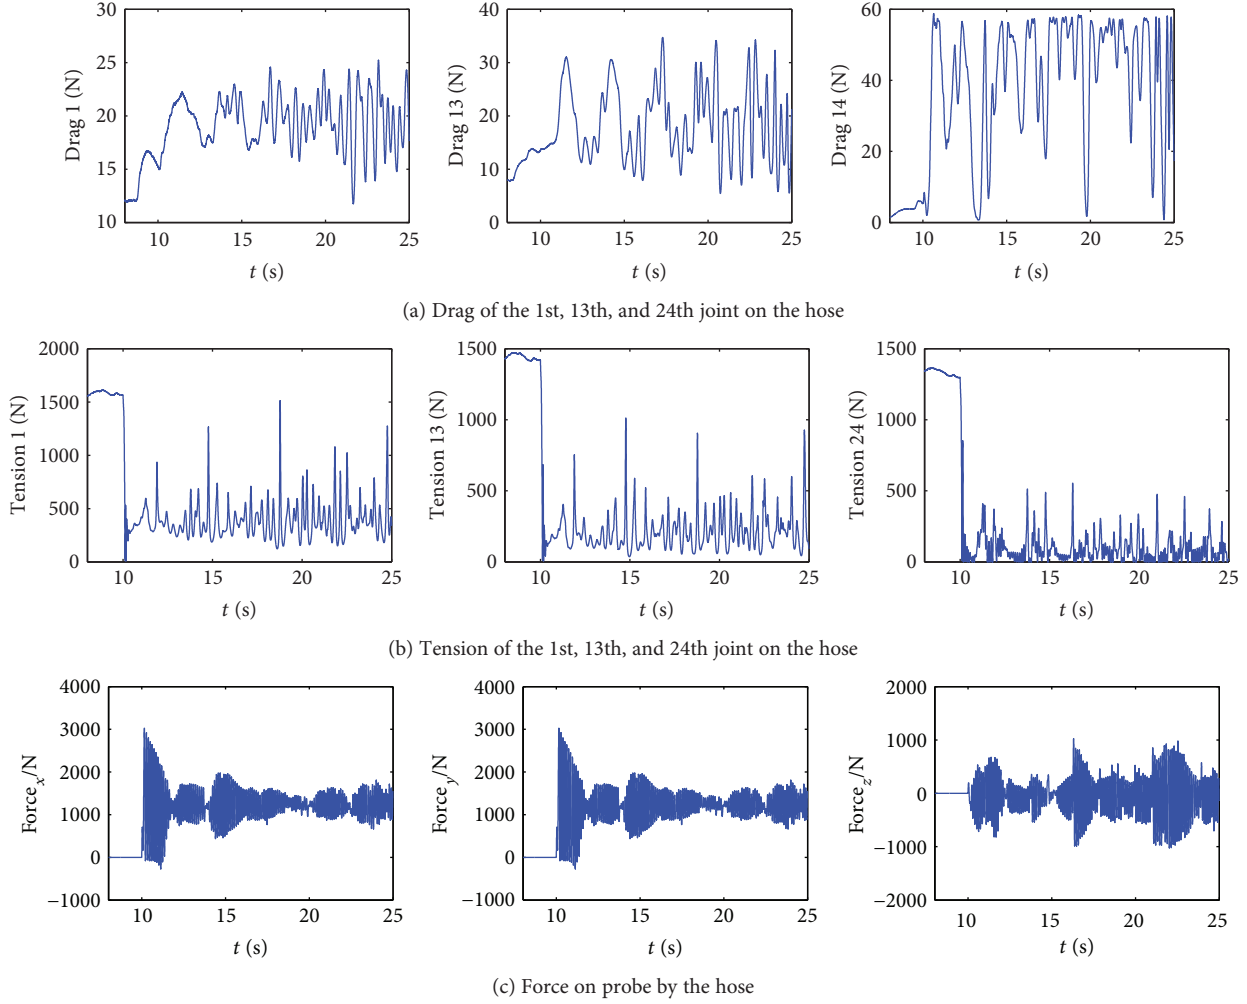 30
25
20
15
10
Drag 1 (N)
10 15 20 25
t (s)
40
30
20
10
0
Drag 13 (N)
10 15 20 25
t (s)
60
40
20
0
Drag 14 (N)
10 15 20 25
t (s)
(a) Drag of the 1st, 13th, and 24th joint on the hose
2000
1500
1000
500
0
Tension 1 (N)
10 15 20 25
t (s)
1500
1000
500
0
Tension 13 (N)
10 15 20 25
t (s)
1500
1000
500
0
Tension 24 (N)
10 15 20 25
t (s)
(b) Tension of the 1st, 13th, and 24th joint on the hose
4000
3000
2000
1000
0
−1000
Force_x/N
10 15 20 25
t (s)
4000
3000
2000
1000
0
−1000
Force_y/N
10 15 20 25
t (s)
2000
1000
0
−1000
−2000
Force_z/N
10 15 20 25
t (s)
(c) Force on probe by the hose